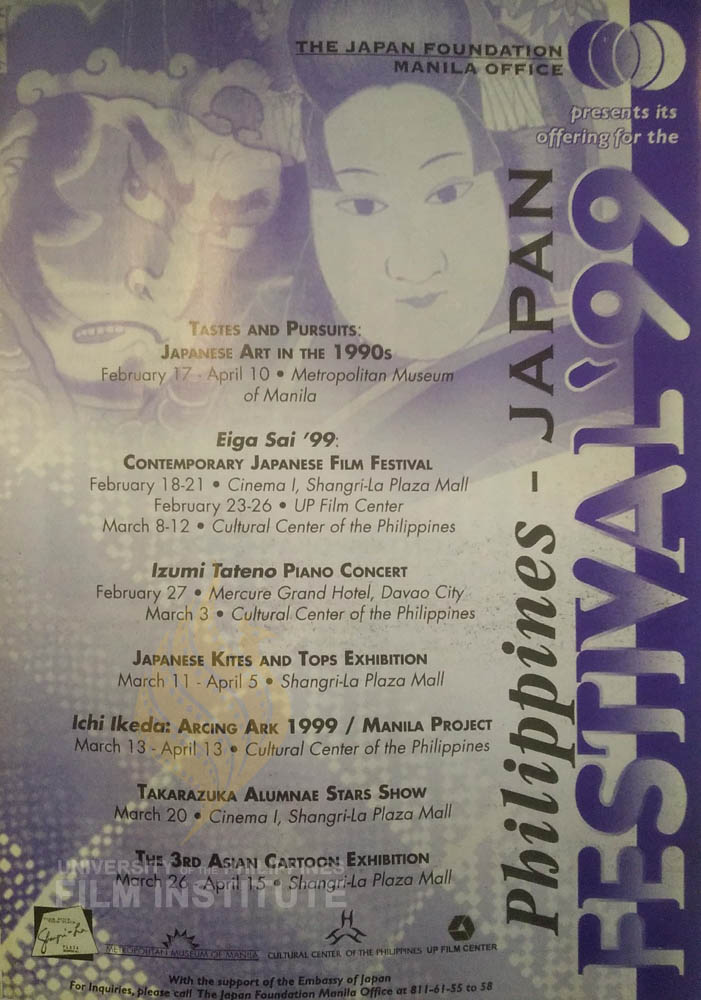 THE JAPAN FOUNDATION
MANILA OFFICE
presents its
offering for the
Philippines - JAPAN
FESTIVAL '99
TASTES AND PURSUITS:
JAPANESE ART IN THE 1990S
February 17 - April 10 • Metropolitan Museum
of Manila
Eiga Sai '99:
CONTEMPORARY JAPANESE FILM FESTIVAL
February 18-21 • Cinema I, Shangri-La Plaza Mall
February 23-26 • UP Film Center
March 8-12 • Cultural Center of the Philippines
Izumi Tateno PIANO CONCERT
February 27 • Mercure Grand Hotel, Davao City
March 3 • Cultural Center of the Philippines
JAPANESE KITES AND TOPS EXHIBITION
March 11 - April 5 • Shangri-La Plaza Mall
Ichi Ikeda: ARCING ARK 1999 / MANILA PROJECT
March 13 - April 13 • Cultural Center of the Philippines
TAKARAZUKA ALUMNAE STARS SHOW
March 20 • Cinema I, Shangri-La Plaza Mall
THE 3RD ASIAN CARTOON EXHIBITION
March 26 - April 15 • Shangri-La Plaza Mall
UNIVERSITY OF THE PHILIPPINES
FILM INSTITUTE
PLAZA
METROPOLITAN MUSEUM OF MANILA
CULTURAL CENTER OF THE PHILIPPINES
UP FILM CENTER
With the support of the Embassy of Japan
For Inquiries, please call The Japan Foundation Manila Office at 811-61-55 to 58